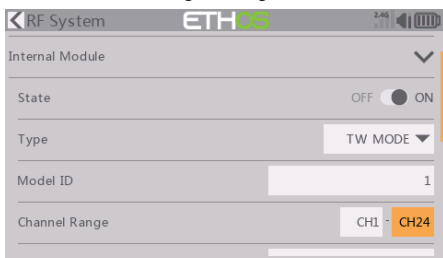 RF System ETHOS 2.4G
Internal Module
State OFF ON
Type TW MODE
Model ID 1
Channel Range CH1 - CH24